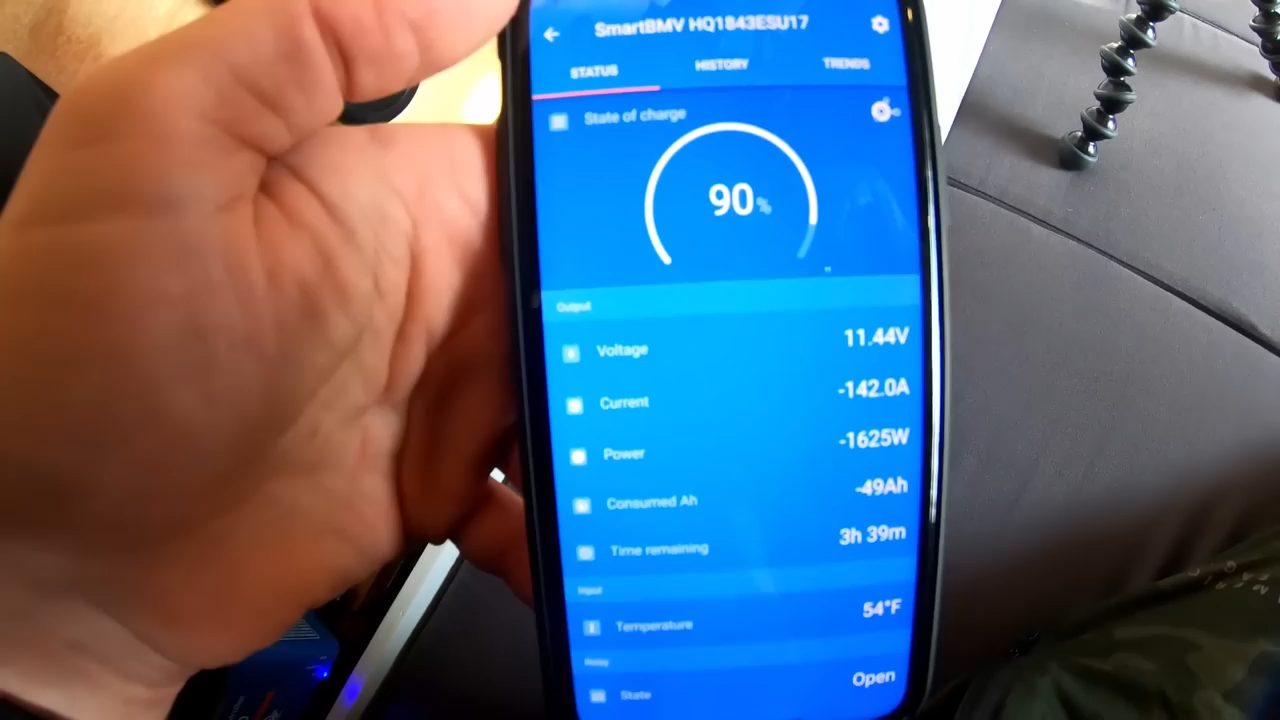 SmartBMV HQ1843ESU17
STATUS HISTORY TRENDS
State of charge
90%
Output
Voltage 11.44V
Current -142.0A
Power -1625W
Consumed Ah -49Ah
Time remaining 3h 39m
Input
Temperature 54°F
Relay
State Open